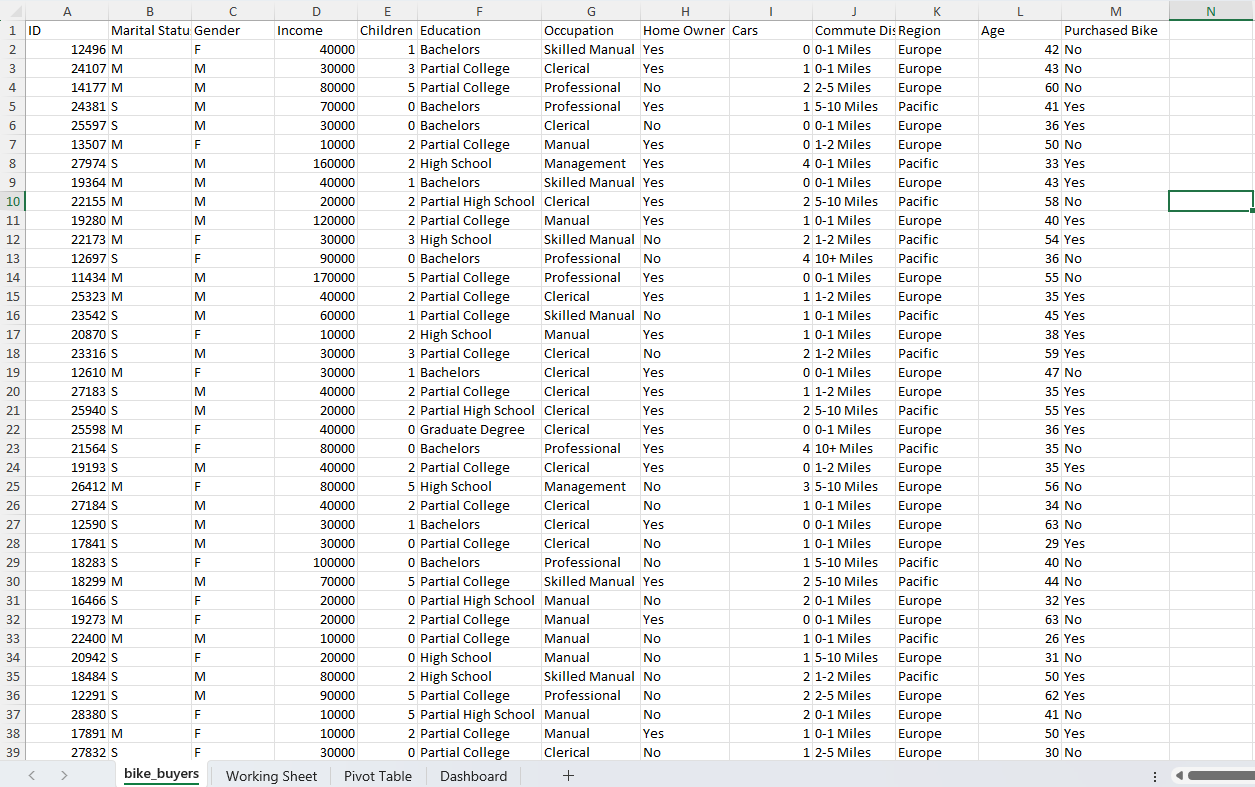 A B C D E F G H I J K L M N
1 ID Marital Statu Gender Income Children Education Occupation Home Owner Cars Commute Dis Region Age Purchased Bike
2 12496 M F 40000 1 Bachelors Skilled Manual Yes 0 0-1 Miles Europe 42 No
3 24107 M M 30000 3 Partial College Clerical Yes 1 0-1 Miles Europe 43 No
4 14177 M M 80000 5 Partial College Professional No 2 2-5 Miles Europe 60 No
5 24381 S M 70000 0 Bachelors Professional Yes 1 5-10 Miles Pacific 41 Yes
6 25597 S M 30000 0 Bachelors Clerical No 0 0-1 Miles Europe 36 Yes
7 13507 M F 10000 2 Partial College Manual Yes 0 1-2 Miles Europe 50 No
8 27974 S M 160000 2 High School Management Yes 4 0-1 Miles Pacific 33 Yes
9 19364 M M 40000 1 Bachelors Skilled Manual Yes 0 0-1 Miles Europe 43 Yes
10 22155 M M 20000 2 Partial High School Clerical Yes 2 5-10 Miles Pacific 58 No
11 19280 M M 120000 2 Partial College Manual Yes 1 0-1 Miles Europe 40 Yes
12 22173 M F 30000 3 High School Skilled Manual No 2 1-2 Miles Pacific 54 Yes
13 12697 S F 90000 0 Bachelors Professional No 4 10+ Miles Pacific 36 No
14 11434 M M 170000 5 Partial College Professional Yes 0 0-1 Miles Europe 55 No
15 25323 M M 40000 2 Partial College Clerical Yes 1 1-2 Miles Europe 35 Yes
16 23542 S M 60000 1 Partial College Skilled Manual No 1 0-1 Miles Pacific 45 Yes
17 20870 S F 10000 2 High School Manual Yes 1 0-1 Miles Europe 38 Yes
18 23316 S M 30000 3 Partial College Clerical No 2 1-2 Miles Pacific 59 Yes
19 12610 M F 30000 1 Bachelors Clerical Yes 0 0-1 Miles Europe 47 No
20 27183 S M 40000 2 Partial College Clerical Yes 1 1-2 Miles Europe 35 Yes
21 25940 S M 20000 2 Partial High School Clerical Yes 2 5-10 Miles Pacific 55 Yes
22 25598 M F 40000 0 Graduate Degree Clerical Yes 0 0-1 Miles Europe 36 Yes
23 21564 S F 80000 0 Bachelors Professional Yes 4 10+ Miles Pacific 35 No
24 19193 S M 40000 2 Partial College Clerical Yes 0 1-2 Miles Europe 35 Yes
25 26412 M F 80000 5 High School Management No 3 5-10 Miles Europe 56 No
26 27184 S M 40000 2 Partial College Clerical No 1 0-1 Miles Europe 34 No
27 12590 S M 30000 1 Bachelors Clerical Yes 0 0-1 Miles Europe 63 No
28 17841 S M 30000 0 Partial College Clerical No 1 0-1 Miles Europe 29 Yes
29 18283 S F 100000 0 Bachelors Professional No 1 5-10 Miles Pacific 40 No
30 18299 M M 70000 5 Partial College Skilled Manual Yes 2 5-10 Miles Pacific 44 No
31 16466 S F 20000 0 Partial High School Manual No 2 0-1 Miles Europe 32 Yes
32 19273 M F 20000 2 Partial College Manual Yes 0 0-1 Miles Europe 63 No
33 22400 M M 10000 0 Partial College Manual No 1 0-1 Miles Pacific 26 Yes
34 20942 S F 20000 0 High School Manual No 1 5-10 Miles Europe 31 No
35 18484 S M 80000 2 High School Skilled Manual No 2 1-2 Miles Pacific 50 Yes
36 12291 S M 90000 5 Partial College Professional No 2 2-5 Miles Europe 62 Yes
37 28380 S F 10000 5 Partial High School Manual No 2 0-1 Miles Europe 41 No
38 17891 M F 10000 2 Partial College Manual Yes 1 0-1 Miles Europe 50 Yes
39 27832 S F 30000 0 Partial College Clerical No 1 2-5 Miles Europe 30 No
bike_buyers Working Sheet Pivot Table Dashboard